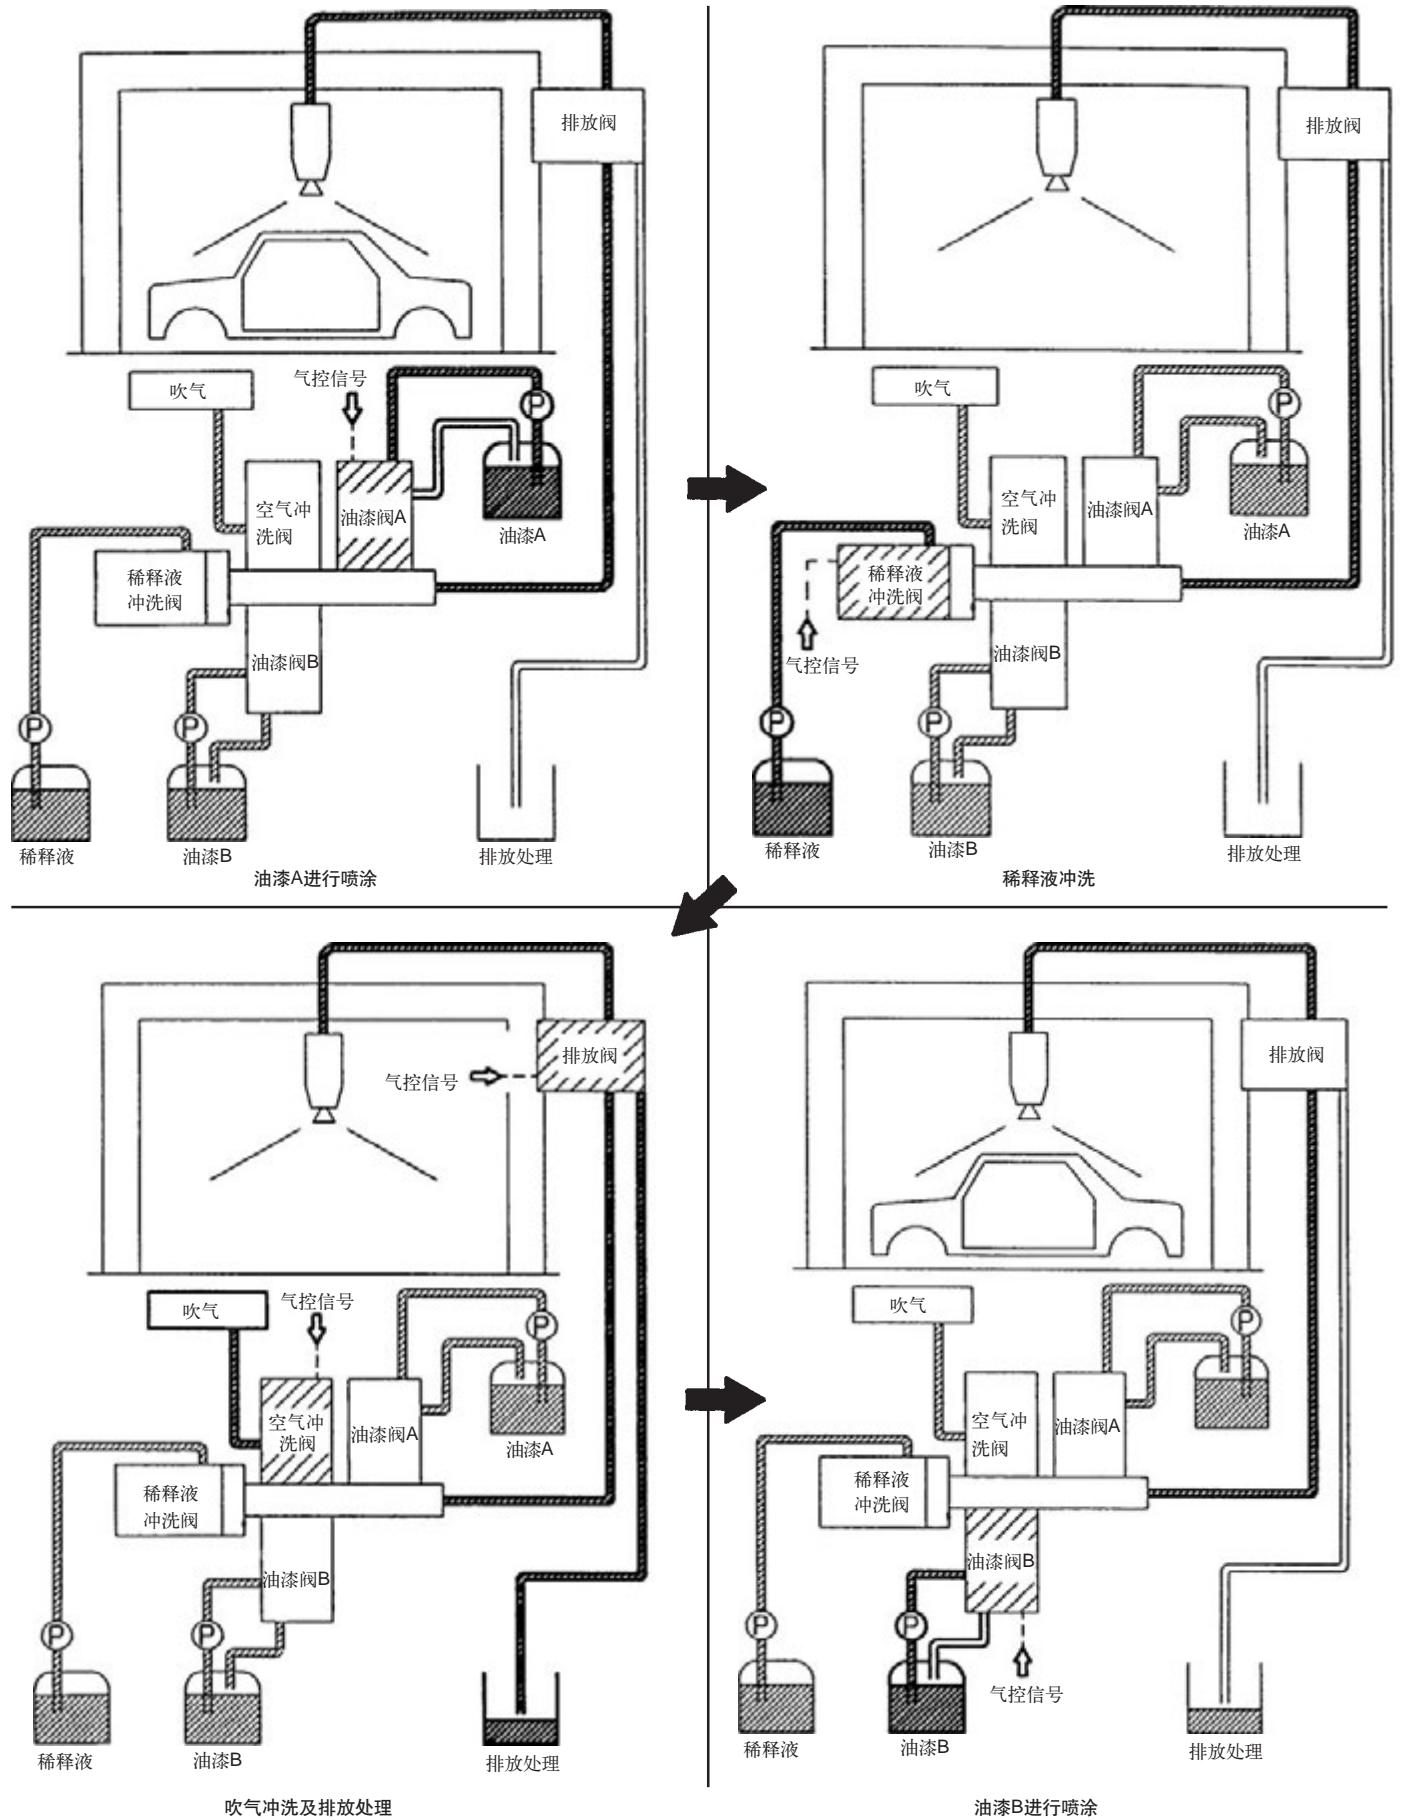 排放阀
吹气
气控信号
P
空气冲
洗阀
油漆阀A
油漆A
稀释液
冲洗阀
油漆阀B
P
P
稀释液
油漆B
排放处理
油漆A进行喷涂
排放阀
吹气
P
空气冲
洗阀
油漆阀A
油漆A
稀释液
冲洗阀
气控信号
油漆阀B
P
P
稀释液
油漆B
排放处理
稀释液冲洗
排放阀
气控信号
吹气
气控信号
P
空气冲
洗阀
油漆阀A
油漆A
稀释液
冲洗阀
油漆阀B
P
P
稀释液
油漆B
排放处理
吹气冲洗及排放处理
排放阀
吹气
P
空气冲
洗阀
油漆阀A
稀释液
冲洗阀
油漆阀B
P
P
气控信号
稀释液
油漆B
排放处理
油漆B进行喷涂